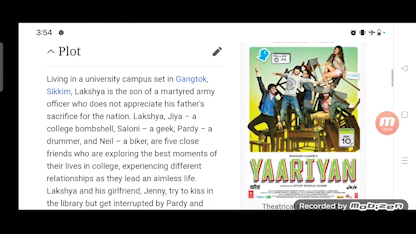 3:54
Plot
Living in a university campus set in Gangtok,
Sikkim, Lakshya is the son of a martyred army
officer who does not appreciate his father's
sacrifice for the nation. Lakshya, Jiya – a
college bombshell, Saloni – a geek, Pardy – a
drummer, and Neil – a biker, are five close
friends who are exploring the best moments of
their lives in college, experiencing different
relationships as they lead an aimless life.
Lakshya and his girlfriend, Jenny, try to kiss in
the library but get interrupted by Pardy and
10
YAARIYAN
Theatrical
Recorded by Mobizen